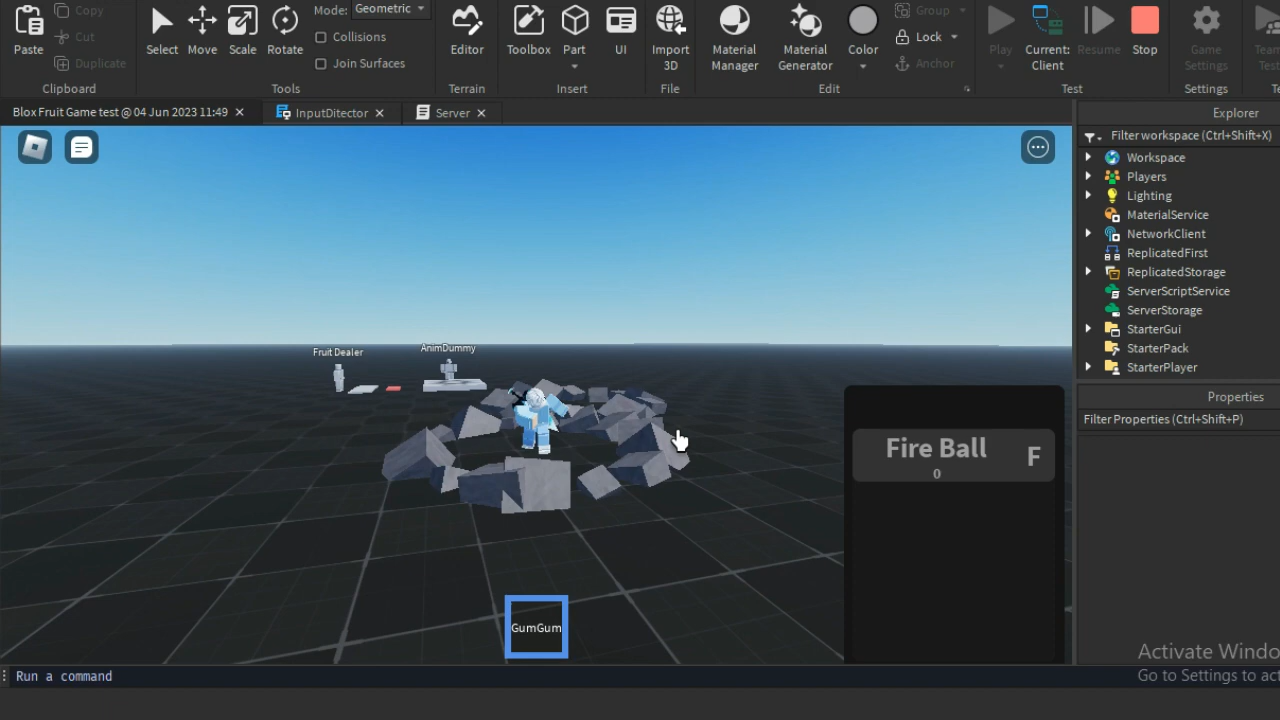 Copy
Cut
Duplicate
Paste
Clipboard
Select
Move
Scale
Rotate
Mode: Geometric
Collisions
Join Surfaces
Tools
Editor
Terrain
Toolbox
Part
UI
Insert
Import
3D
File
Material
Manager
Material
Generator
Color
Group
Lock
Anchor
Edit
Play
Current:
Client
Resume
Stop
Test
Game
Settings
Settings
Team
Test
Blox Fruit Game test @ 04 Jun 2023 11:49
InputDitector
Server
Explorer
Filter workspace (Ctrl+Shift+X)
Workspace
Players
Lighting
MaterialService
NetworkClient
ReplicatedFirst
ReplicatedStorage
ServerScriptService
ServerStorage
StarterGui
StarterPack
StarterPlayer
Properties
Filter Properties (Ctrl+Shift+P)
Fruit Dealer
AnimDummy
Fire Ball
0
F
GumGum
Activate Windo
Go to Settings to act
Run a command